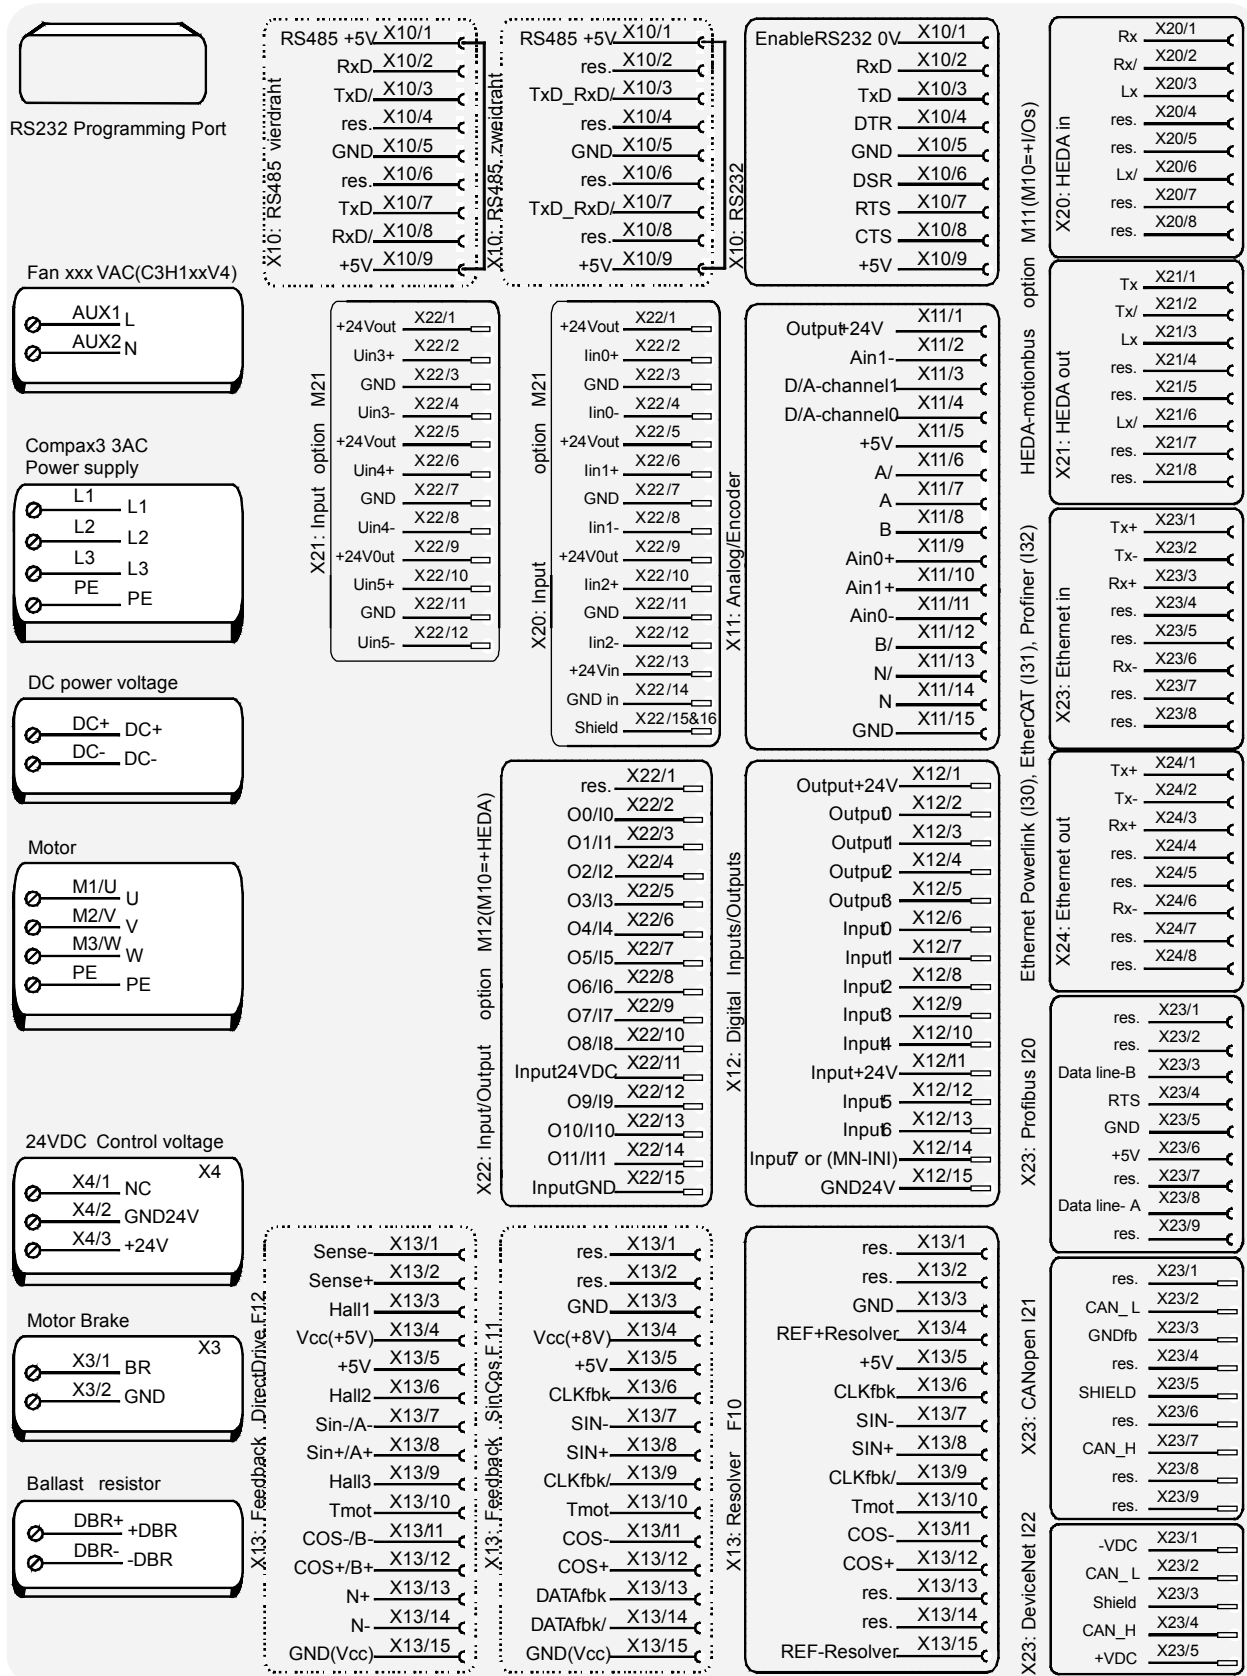 RS232 Programming Port
Fan xxx VAC(C3H1xxV4)
AUX1 L
AUX2 N
Compax3 3AC
Power supply
L1 L1
L2 L2
L3 L3
PE PE
DC power voltage
DC+ DC+
DC- DC-
Motor
M1/U U
M2/V V
M3/W W
PE PE
24VDC Control voltage
X4
X4/1 NC
X4/2 GND24V
X4/3 +24V
Motor Brake
X3
X3/1 BR
X3/2 GND
Ballast resistor
DBR+ +DBR
DBR- -DBR
X10: RS485 vierdraht
RS485 +5V X10/1
RxD X10/2
TxD/ X10/3
res. X10/4
GND X10/5
res. X10/6
TxD X10/7
RxD/ X10/8
+5V X10/9
X10: RS485 zweidraht
RS485 +5V X10/1
res. X10/2
TxD_RxD/ X10/3
res. X10/4
GND X10/5
res. X10/6
TxD_RxD/ X10/7
res. X10/8
+5V X10/9
X10: RS232
EnableRS232 0V X10/1
RxD X10/2
TxD X10/3
DTR X10/4
GND X10/5
DSR X10/6
RTS X10/7
CTS X10/8
+5V X10/9
X21: Input option M21
+24Vout X22/1
Uin3+ X22/2
GND X22/3
Uin3- X22/4
+24Vout X22/5
Uin4+ X22/6
GND X22/7
Uin4- X22/8
+24V0ut X22/9
Uin5+ X22/10
GND X22/11
Uin5- X22/12
X20: Input option M21
+24Vout X22/1
Iin0+ X22/2
GND X22/3
Iin0- X22/4
+24Vout X22/5
Iin1+ X22/6
GND X22/7
Iin1- X22/8
+24V0ut X22/9
Iin2+ X22/10
GND X22/11
Iin2- X22/12
+24Vin X22/13
GND in X22/14
Shield X22/15&16
X11: Analog/Encoder
Output+24V X11/1
Ain1- X11/2
D/A-channel1 X11/3
D/A-channel0 X11/4
+5V X11/5
A/ X11/6
A X11/7
B X11/8
Ain0+ X11/9
Ain1+ X11/10
Ain0- X11/11
B/ X11/12
N/ X11/13
N X11/14
GND X11/15
X22: Input/Output option M12(M10=+HEDA)
res. X22/1
O0/I0 X22/2
O1/I1 X22/3
O2/I2 X22/4
O3/I3 X22/5
O4/I4 X22/6
O5/I5 X22/7
O6/I6 X22/8
O7/I7 X22/9
O8/I8 X22/10
Input24VDC X22/11
O9/I9 X22/12
O10/I10 X22/13
O11/I11 X22/14
InputGND X22/15
X12: Digital Inputs/Outputs
Output+24V X12/1
Output0 X12/2
Output1 X12/3
Output2 X12/4
Output3 X12/5
Input0 X12/6
Input1 X12/7
Input2 X12/8
Input3 X12/9
Input4 X12/10
Input+24V X12/11
Input5 X12/12
Input6 X12/13
Input7 or (MN-INI) X12/14
GND24V X12/15
X13: Feedback DirectDrive F12
Sense- X13/1
Sense+ X13/2
Hall1 X13/3
Vcc(+5V) X13/4
+5V X13/5
Hall2 X13/6
Sin-/A- X13/7
Sin+/A+ X13/8
Hall3 X13/9
Tmot X13/10
COS-/B- X13/11
COS+/B+ X13/12
N+ X13/13
N- X13/14
GND(Vcc) X13/15
X13: Feedback SinCos F11
res. X13/1
res. X13/2
GND X13/3
Vcc(+8V) X13/4
+5V X13/5
CLKfbk X13/6
SIN- X13/7
SIN+ X13/8
CLKfbk/ X13/9
Tmot X13/10
COS- X13/11
COS+ X13/12
DATAfbk X13/13
DATAfbk/ X13/14
GND(Vcc) X13/15
X13: Resolver F10
res. X13/1
res. X13/2
GND X13/3
REF+Resolver X13/4
+5V X13/5
CLKfbk X13/6
SIN- X13/7
SIN+ X13/8
CLKfbk/ X13/9
Tmot X13/10
COS- X13/11
COS+ X13/12
res. X13/13
res. X13/14
REF-Resolver X13/15
HEDA-motionbus option M11(M10=+I/Os)
X20: HEDA in
Rx X20/1
Rx/ X20/2
Lx X20/3
res. X20/4
res. X20/5
Lx/ X20/6
res. X20/7
res. X20/8
X21: HEDA out
Tx X21/1
Tx/ X21/2
Lx X21/3
res. X21/4
res. X21/5
Lx/ X21/6
res. X21/7
res. X21/8
Ethernet Powerlink (I30), EtherCAT (I31), Profiner (I32)
X23: Ethernet in
Tx+ X23/1
Tx- X23/2
Rx+ X23/3
res. X23/4
res. X23/5
Rx- X23/6
res. X23/7
res. X23/8
X24: Ethernet out
Tx+ X24/1
Tx- X24/2
Rx+ X24/3
res. X24/4
res. X24/5
Rx- X24/6
res. X24/7
res. X24/8
X23: Profibus I20
res. X23/1
res. X23/2
Data line-B X23/3
RTS X23/4
GND X23/5
+5V X23/6
res. X23/7
Data line- A X23/8
res. X23/9
X23: CANopen I21
res. X23/1
CAN_ L X23/2
GNDfb X23/3
res. X23/4
SHIELD X23/5
res. X23/6
CAN_H X23/7
res. X23/8
res. X23/9
X23: DeviceNet I22
-VDC X23/1
CAN_ L X23/2
Shield X23/3
CAN_H X23/4
+VDC X23/5